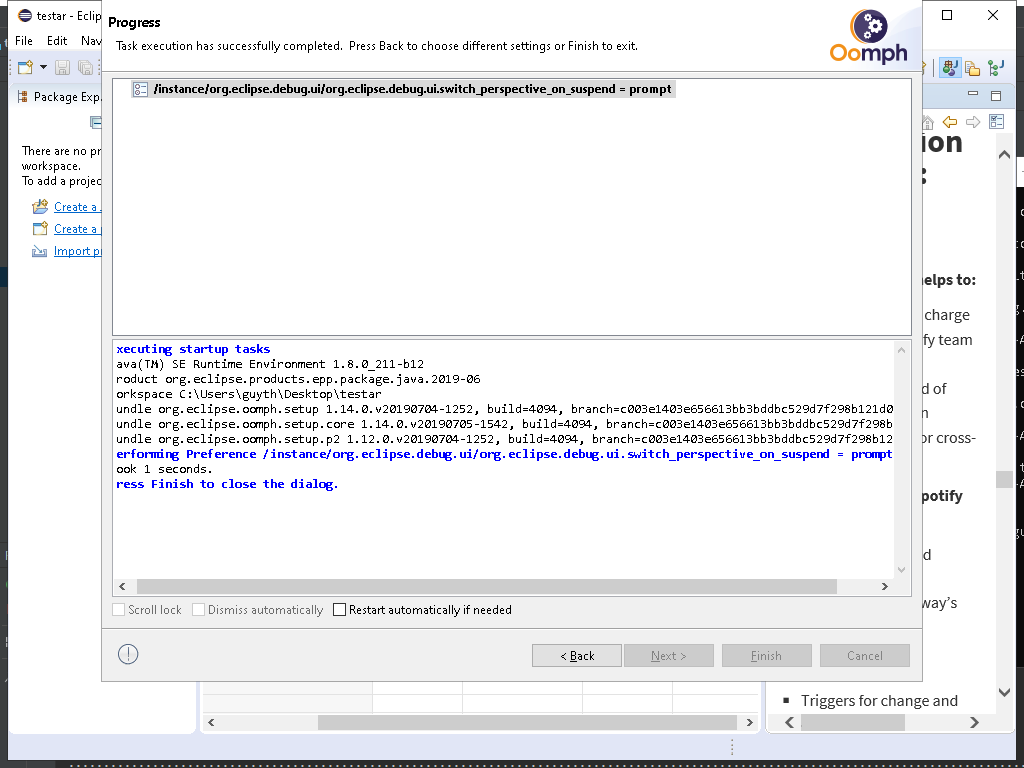 testar - Eclip
File Edit Nav
Package Exp
There are no pr
workspace.
To add a projec
Create a
Create a
Import p
Progress
Task execution has successfully completed. Press Back to choose different settings or Finish to exit.
Oomph
/instance/org.eclipse.debug.ui/org.eclipse.debug.ui.switch_perspective_on_suspend = prompt
xecuting startup tasks
ava(TM) SE Runtime Environment 1.8.0_211-b12
roduct org.eclipse.products.epp.package.java.2019-06
orkspace C:\Users\guyth\Desktop\testar
undle org.eclipse.oomph.setup 1.14.0.v20190704-1252, build=4094, branch=c003e1403e656613bb3bddbc529d7f298b121d0
undle org.eclipse.oomph.setup.core 1.14.0.v20190705-1542, build=4094, branch=c003e1403e656613bb3bddbc529d7f298b
undle org.eclipse.oomph.setup.p2 1.12.0.v20190704-1252, build=4094, branch=c003e1403e656613bb3bddbc529d7f298b12
erforming Preference /instance/org.eclipse.debug.ui/org.eclipse.debug.ui.switch_perspective_on_suspend = prompt
ook 1 seconds.
ress Finish to close the dialog.
Scroll lock Dismiss automatically Restart automatically if needed
< Back Next > Finish Cancel
ion
:
elps to:
charge
fy team
d of
n
or cross-
potify
d
way's
▪ Triggers for change and